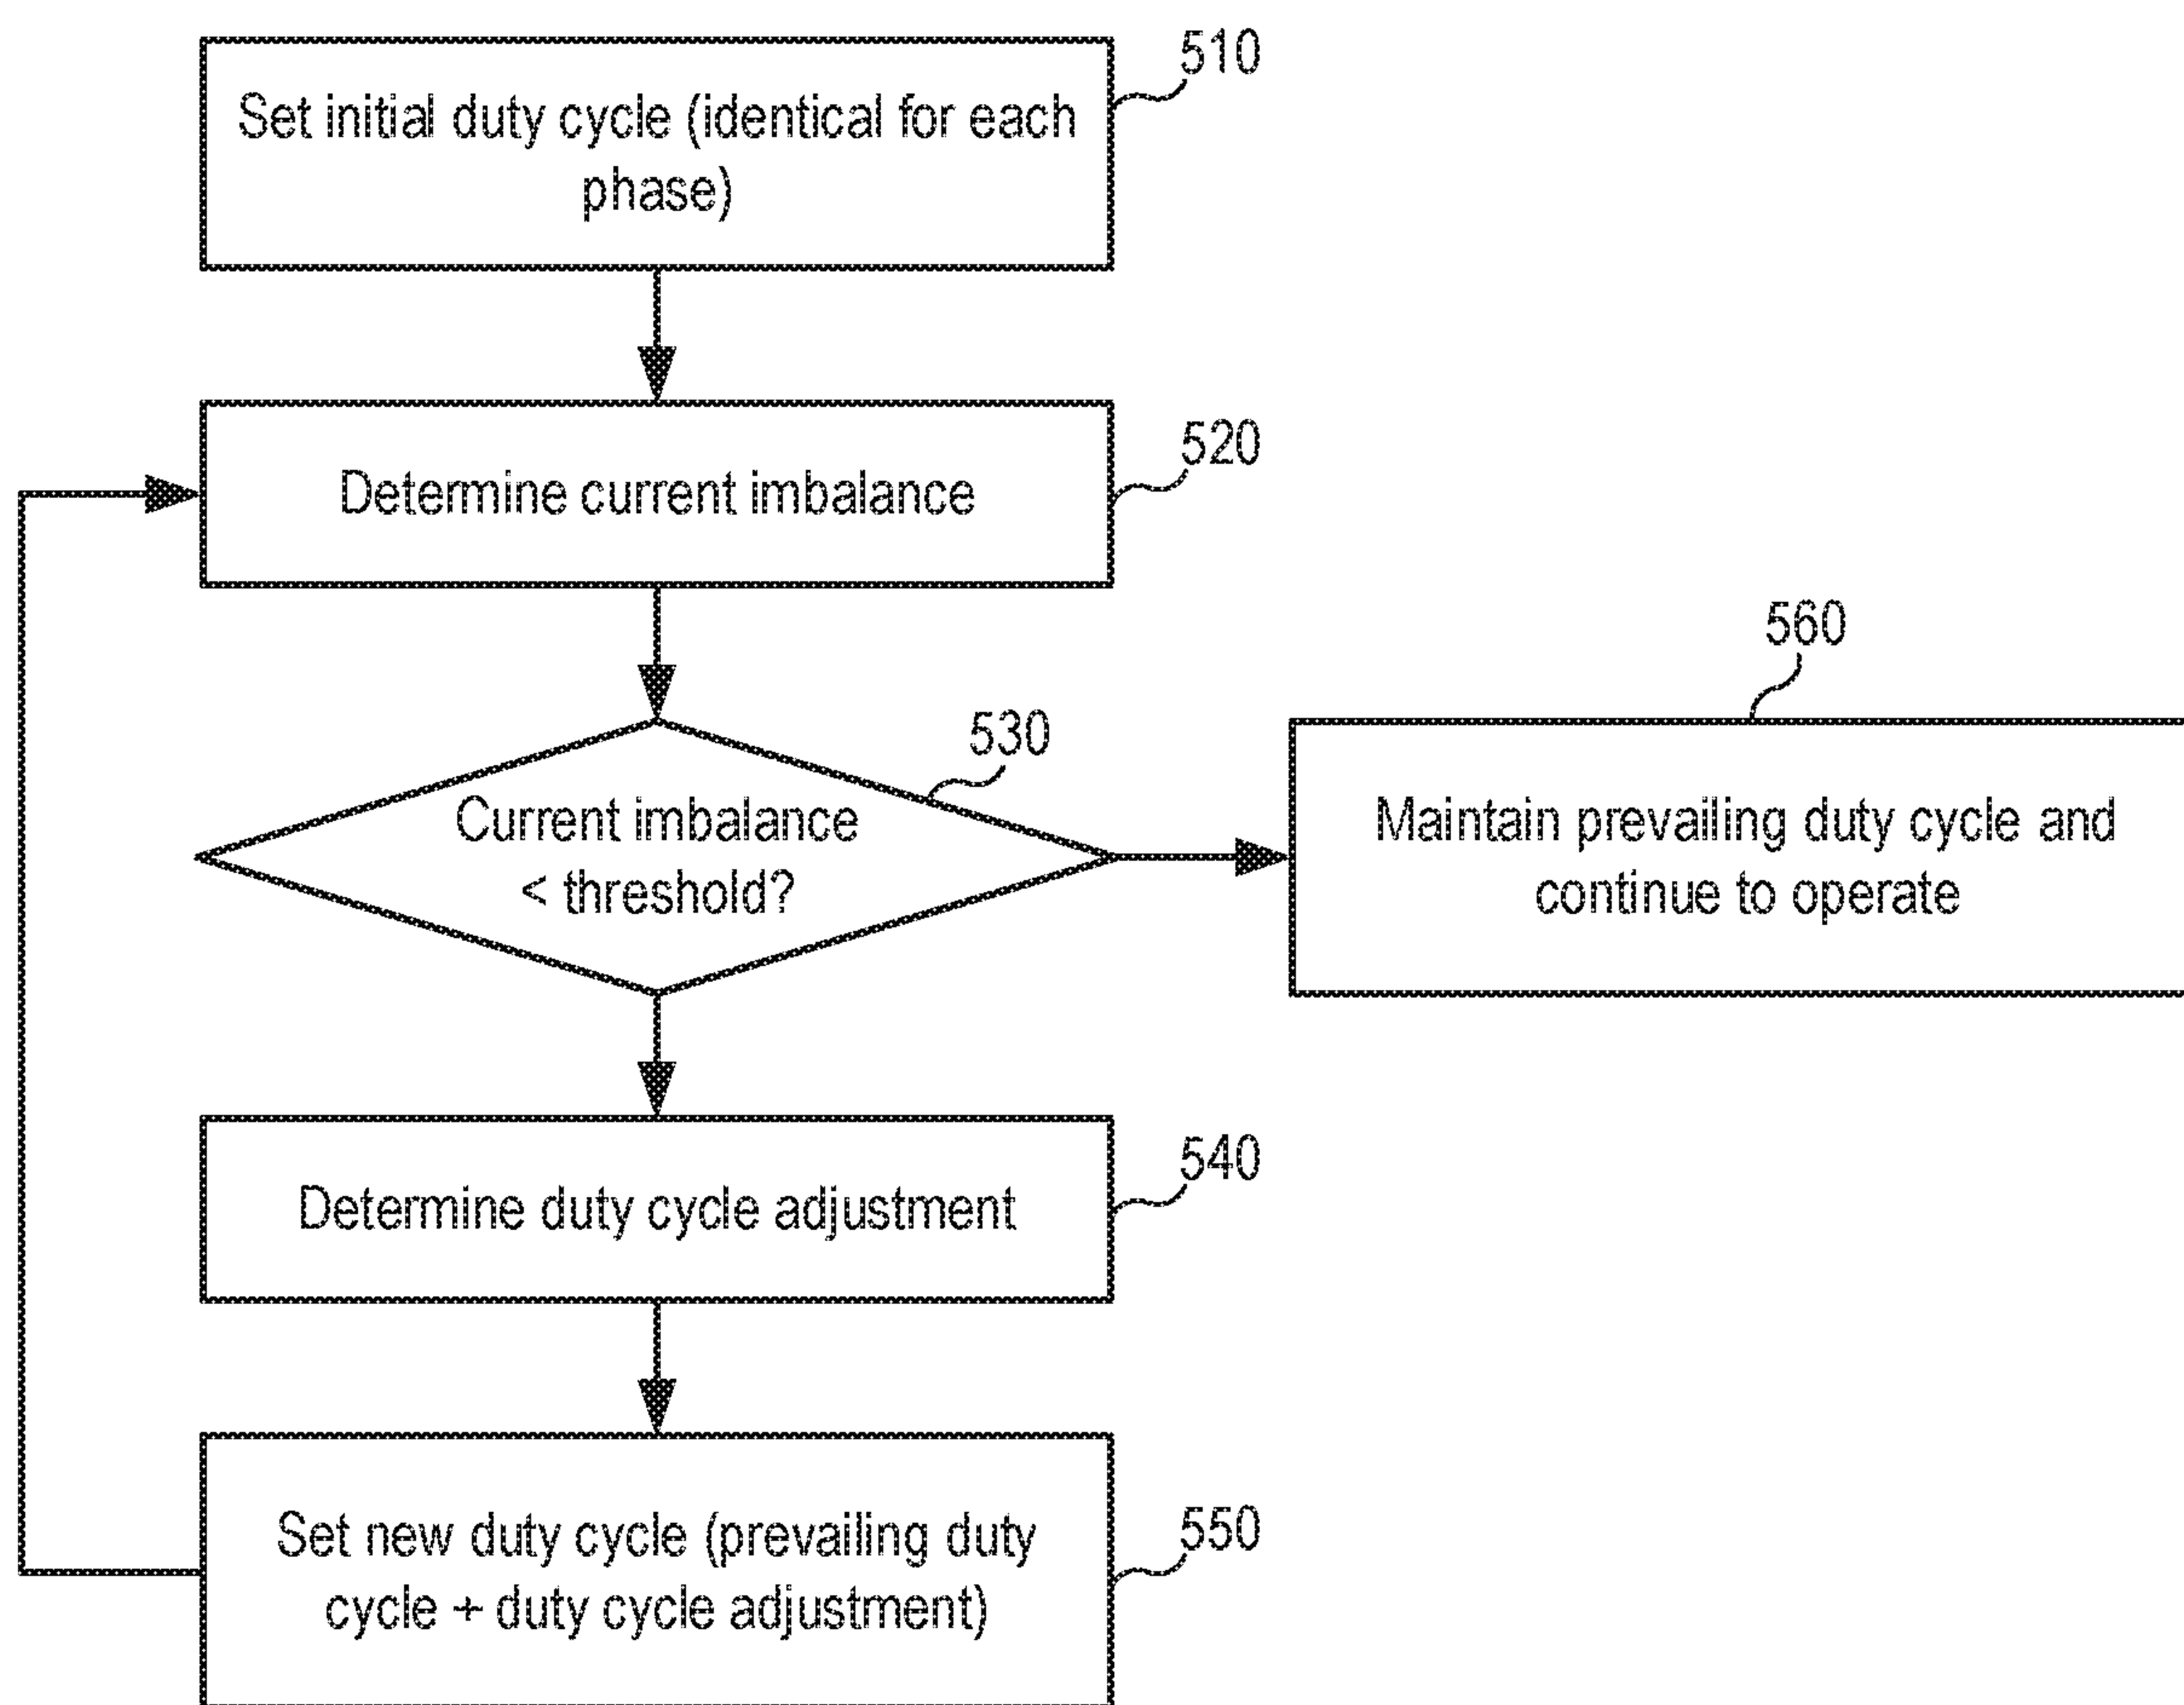 510
Set initial duty cycle (identical for each
phase)
520
Determine current imbalance
530
Current imbalance
< threshold?
560
Maintain prevailing duty cycle and
continue to operate
540
Determine duty cycle adjustment
550
Set new duty cycle (prevailing duty
cycle + duty cycle adjustment)